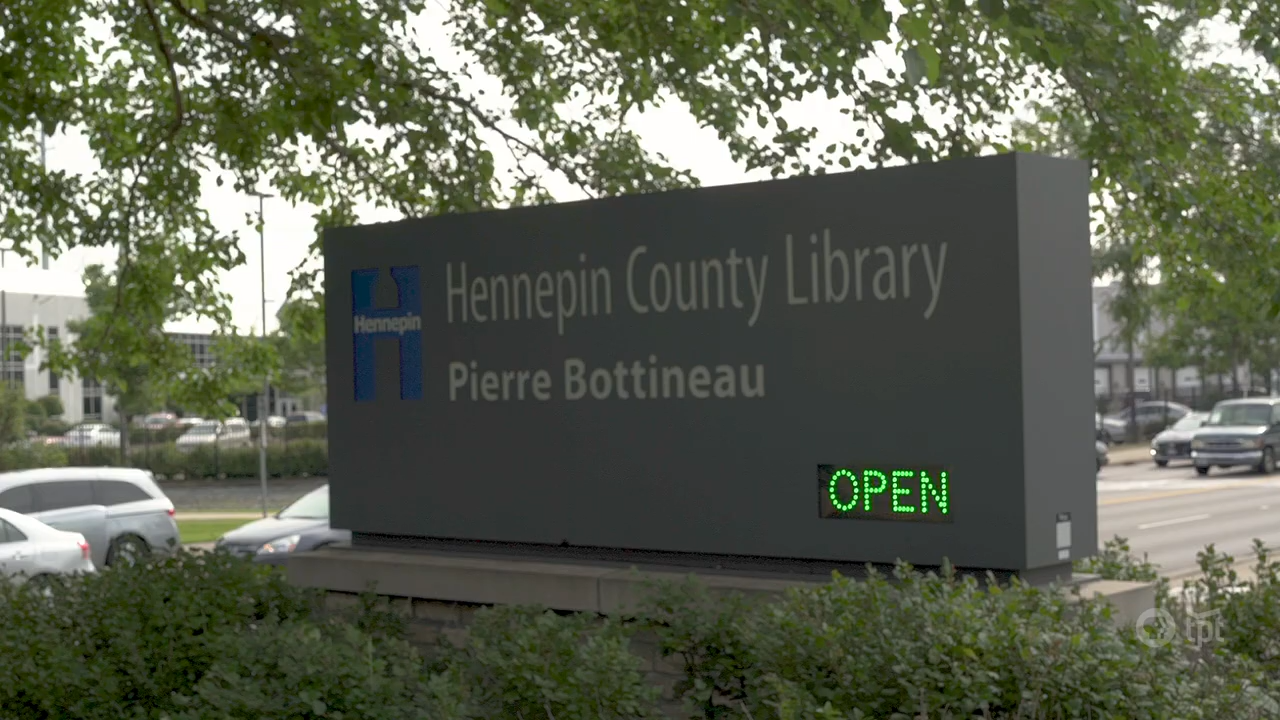 Hennepin County Library
Hennepin
Pierre Bottineau
OPEN
tpt